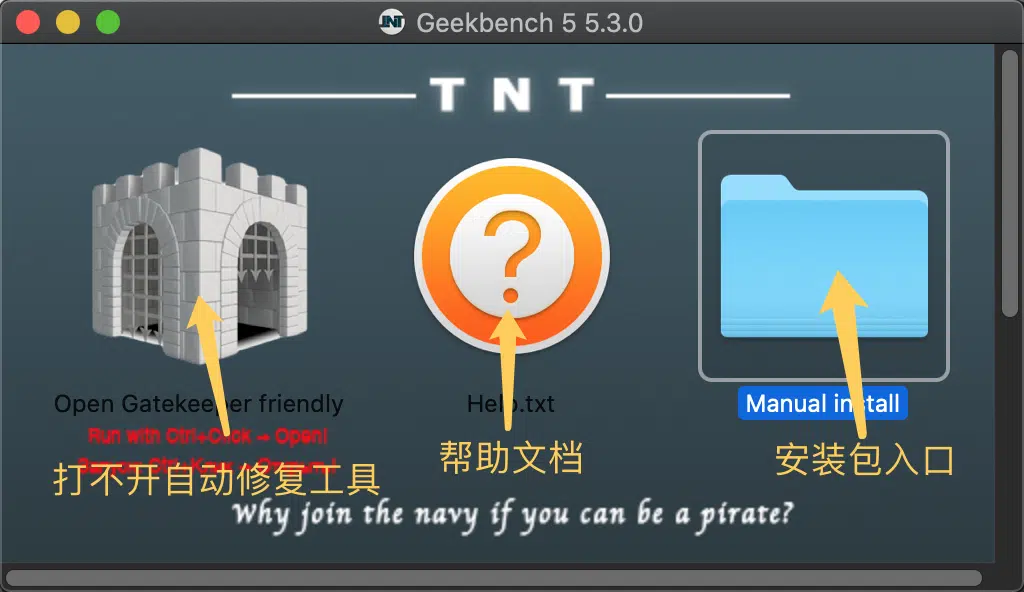 Geekbench 5 5.3.0
TNT
Open Gatekeeper friendly
Help.txt
Manual install
Run with Ctrl+Click → Open!
打不开自动修复工具
帮助文档
安装包入口
Why join the navy if you can be a pirate?